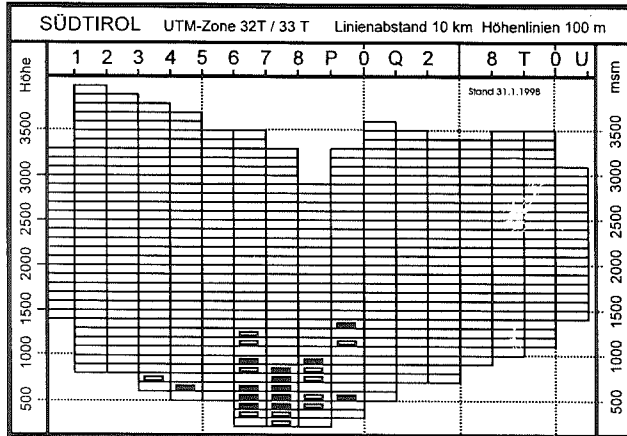 SÜDTIROL UTM-Zone 32T / 33 T Linienabstand 10 km Höhenlinien 100 m
Höhe 1 2 3 4 5 6 7 8 P 0 Q 2 8 T 0 U msm
Stand 31.1.1998
3500 3500
3000 3000
2500 2500
2000 2000
1500 1500
1000 1000
500 500